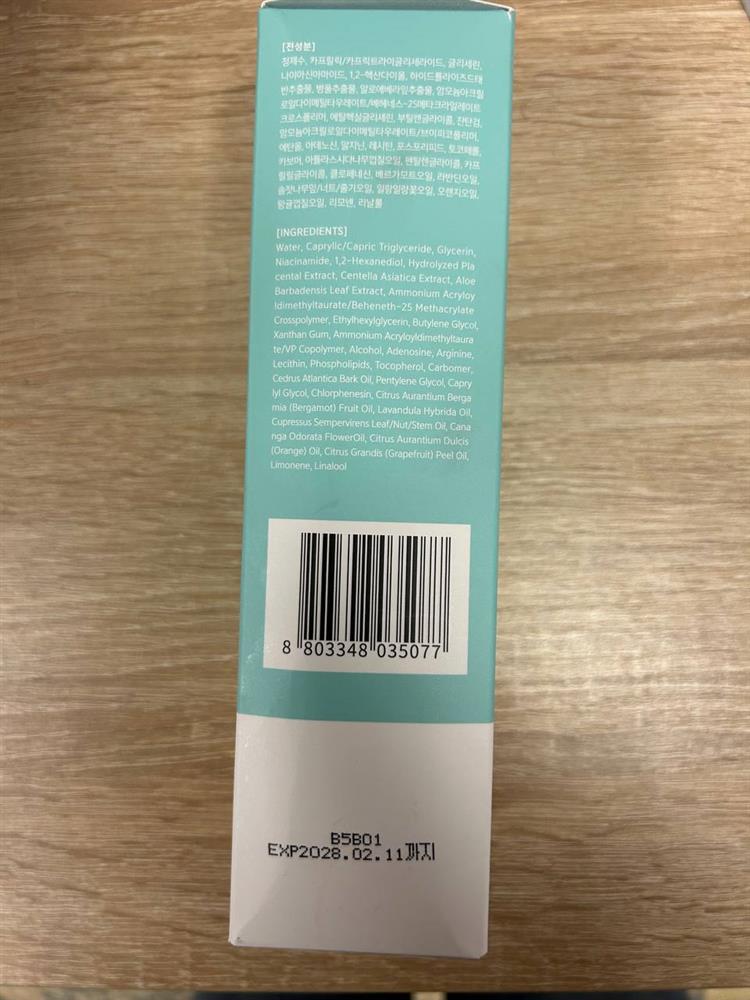 [전성분]
정제수, 카프릴릭/카프릭트라이글리세라이드, 글리세린,
나이아신아마이드, 1,2-헥산다이올, 하이드롤라이즈드태
반추출물, 병풀추출물, 알로에베라잎추출물, 암모늄아크릴
로일다이메틸타우레이트/베헤네스-25메타크라일레이트
크로스폴리머, 에틸헥실글리세린, 부틸렌글라이콜, 잔탄검,
암모늄아크릴로일다이메틸타우레이트/브이피코폴리머,
에탄올, 아데노신, 알지닌, 레시틴, 포스포리피드, 토코페롤,
카보머, 아틀라스시다나무껍질오일, 펜틸렌글라이콜, 카프
릴릴글라이콜, 클로페네신, 베르가모트오일, 라반딘오일,
솔잣나무잎/너트/줄기오일, 일랑일랑꽃오일, 오렌지오일,
왕귤껍질오일, 리모넨, 리날룰
[INGREDIENTS]
Water, Caprylic/Capric Triglyceride, Glycerin,
Niacinamide, 1,2-Hexanediol, Hydrolyzed Pla
cental Extract, Centella Asiatica Extract, Aloe
Barbadensis Leaf Extract, Ammonium Acryloy
ldimethyltaurate/Beheneth-25 Methacrylate
Crosspolymer, Ethylhexylglycerin, Butylene Glycol,
Xanthan Gum, Ammonium Acryloyldimethyltaura
te/VP Copolymer, Alcohol, Adenosine, Arginine,
Lecithin, Phospholipids, Tocopherol, Carbomer,
Cedrus Atlantica Bark Oil, Pentylene Glycol, Capry
lyl Glycol, Chlorphenesin, Citrus Aurantium Berga
mia (Bergamot) Fruit Oil, Lavandula Hybrida Oil,
Cupressus Sempervirens Leaf/Nut/Stem Oil, Cana
nga Odorata FlowerOil, Citrus Aurantium Dulcis
(Orange) Oil, Citrus Grandis (Grapefruit) Peel Oil,
Limonene, Linalool
8 803348 035077
B5B01
EXP2028.02.11까지